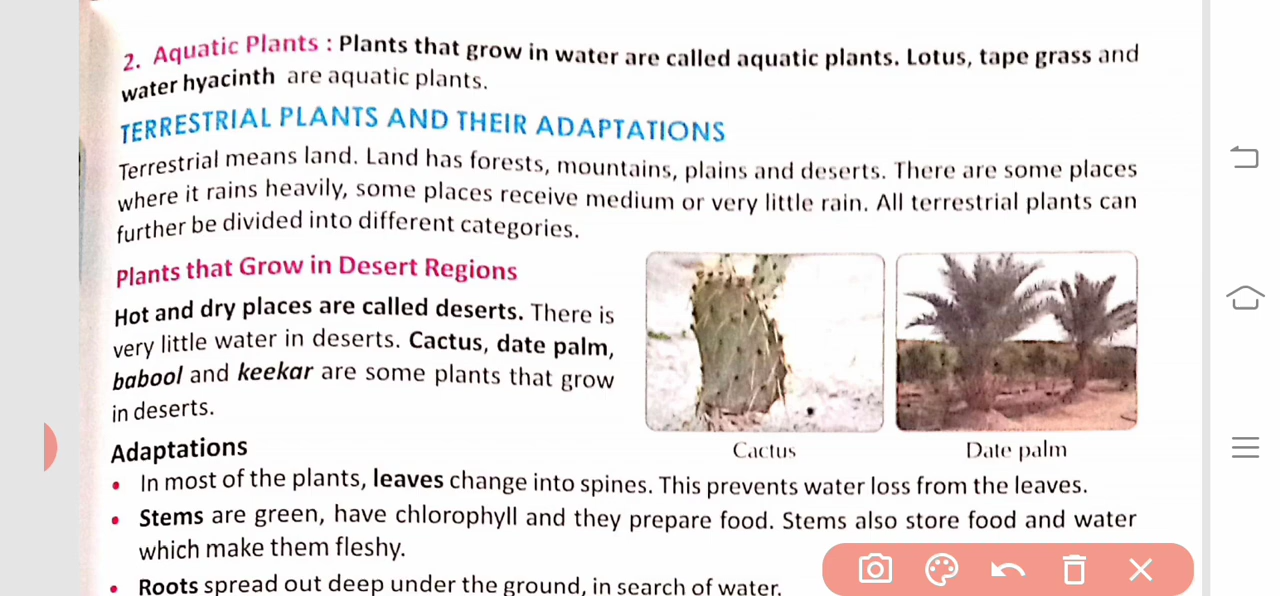 2. Aquatic Plants : Plants that grow in water are called aquatic plants. Lotus, tape grass and
water hyacinth are aquatic plants.
TERRESTRIAL PLANTS AND THEIR ADAPTATIONS
Terrestrial means land. Land has forests, mountains, plains and deserts. There are some places
where it rains heavily, some places receive medium or very little rain. All terrestrial plants can
further be divided into different categories.
Plants that Grow in Desert Regions
Hot and dry places are called deserts. There is
very little water in deserts. Cactus, date palm,
babool and keekar are some plants that grow
in deserts.
Cactus
Date palm
Adaptations
• In most of the plants, leaves change into spines. This prevents water loss from the leaves.
• Stems are green, have chlorophyll and they prepare food. Stems also store food and water
which make them fleshy.
• Roots spread out deep under the ground, in search of water.